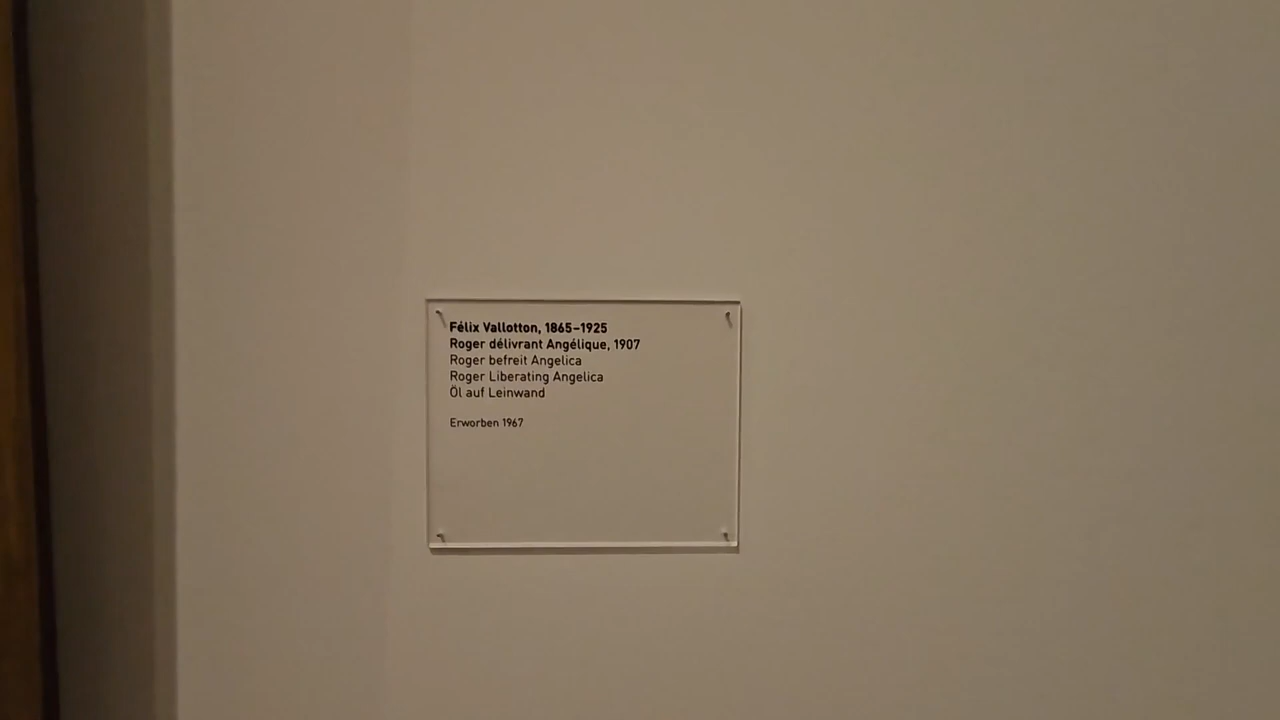 Félix Vallotton, 1865–1925
Roger délivrant Angélique, 1907
Roger befreit Angelica
Roger Liberating Angelica
Öl auf Leinwand
Erworben 1967